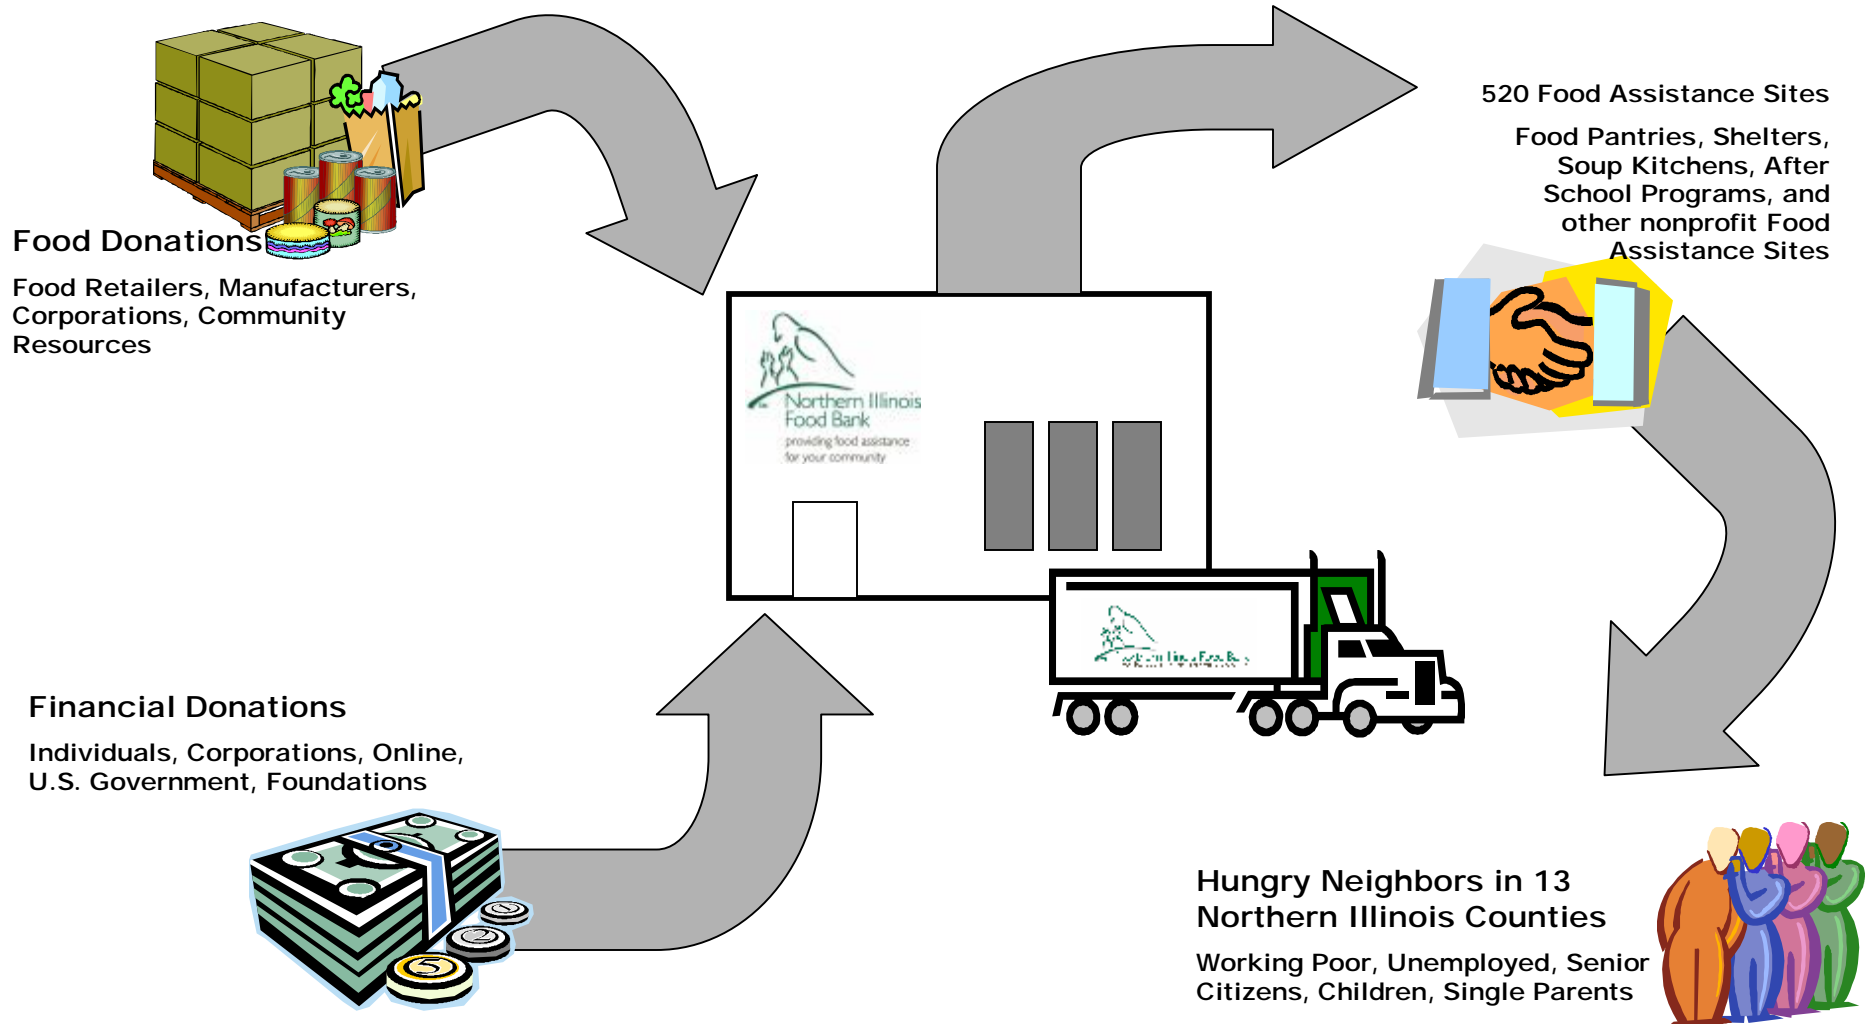 Food Donations
Food Retailers, Manufacturers,
Corporations, Community
Resources
520 Food Assistance Sites
Food Pantries, Shelters,
Soup Kitchens, After
School Programs, and
other nonprofit Food
Assistance Sites
Northern Illinois
Food Bank
providing food assistance
for your community
Financial Donations
Individuals, Corporations, Online,
U.S. Government, Foundations
1
2
5
Hungry Neighbors in 13
Northern Illinois Counties
Working Poor, Unemployed, Senior
Citizens, Children, Single Parents